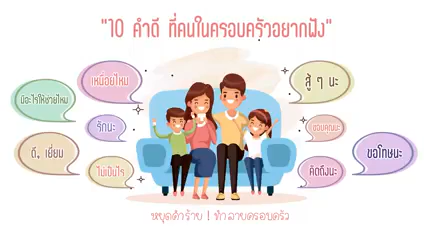 "10 คำดี ที่คนในครอบครัวอยากฟัง"
เหนื่อยไหม
มีอะไรให้ช่วยไหม
รักนะ
ดี, เยี่ยม
ไม่เป็นไร
สู้ ๆ นะ
ขอบคุณนะ
ขอโทษนะ
คิดถึงนะ
หยุดคำร้าย ! ทำลายครอบครัว